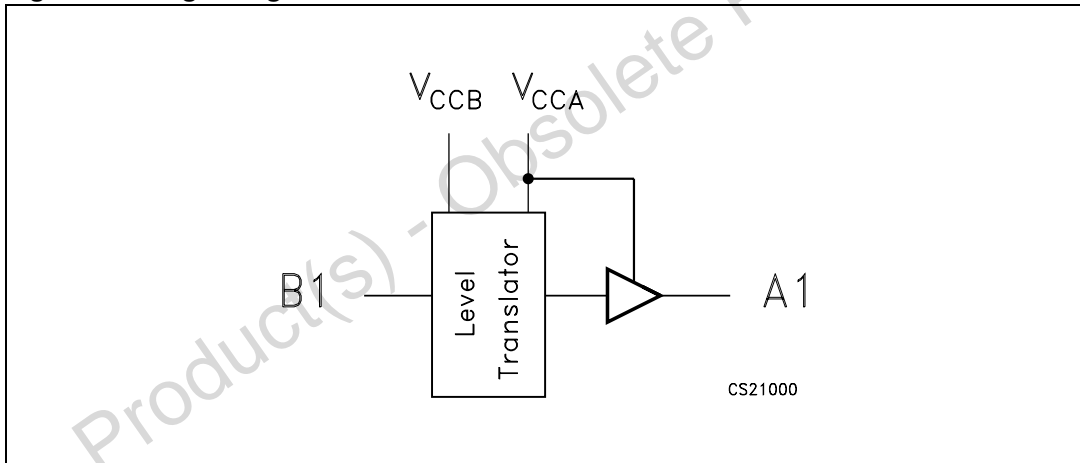 V_CCB V_CCA
B1
Level
Translator
A1
CS21000
Product(s) - Obsolete